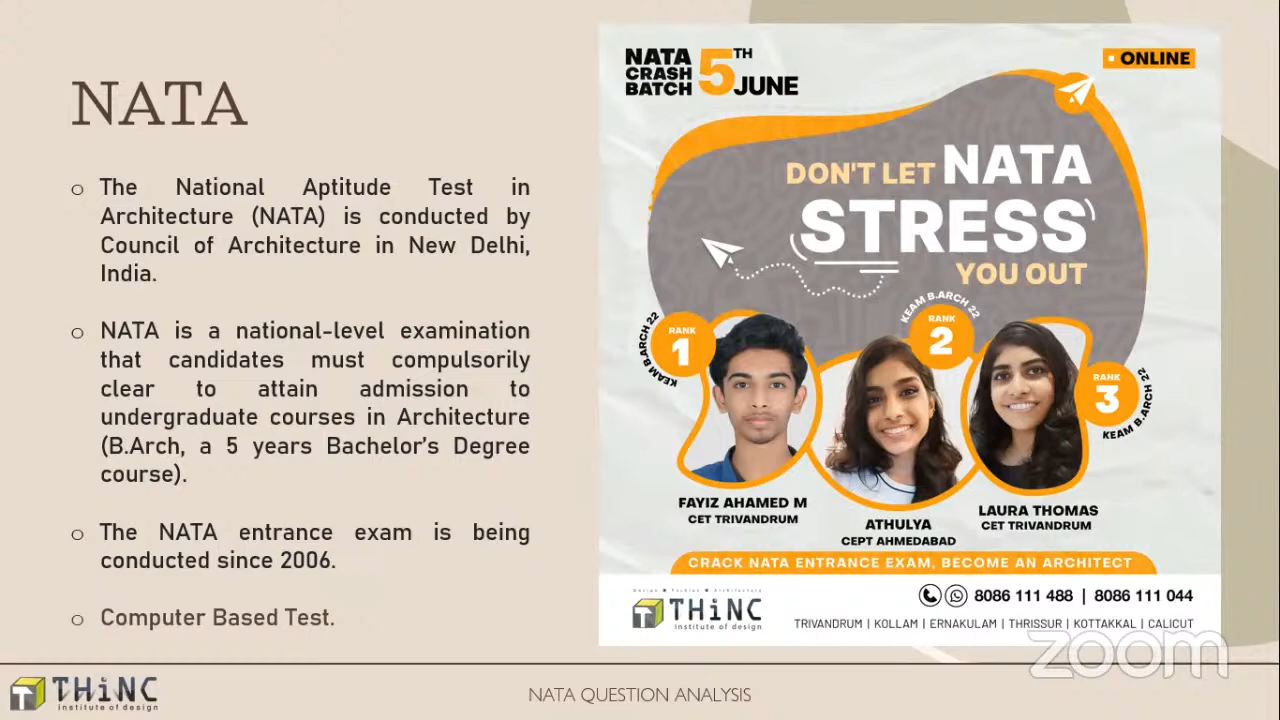 NATA
o The National Aptitude Test in
Architecture (NATA) is conducted by
Council of Architecture in New Delhi,
India.
o NATA is a national-level examination
that candidates must compulsorily
clear to attain admission to
undergraduate courses in Architecture
(B.Arch, a 5 years Bachelor’s Degree
course).
o The NATA entrance exam is being
conducted since 2006.
o Computer Based Test.
NATA
CRASH
BATCH
5TH
JUNE
ONLINE
DON'T LET NATA
STRESS
YOU OUT
RANK
1
KEAM B.ARCH 22
KEAM B.ARCH 22
RANK
2
RANK
3
KEAM B.ARCH 22
FAYIZ AHAMED M
CET TRIVANDRUM
ATHULYA
CEPT AHMEDABAD
LAURA THOMAS
CET TRIVANDRUM
CRACK NATA ENTRANCE EXAM, BECOME AN ARCHITECT
Design ■ Fashion ■ Architecture
THiNC
institute of design
8086 111 488 | 8086 111 044
TRIVANDRUM | KOLLAM | ERNAKULAM | THRISSUR | KOTTAKKAL | CALICUT
zoom
THiNC
institute of design
NATA QUESTION ANALYSIS